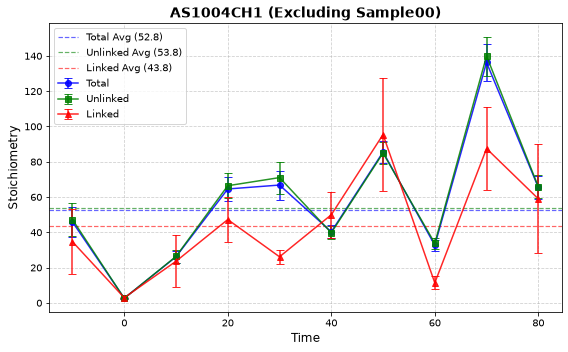 AS1004CH1 (Excluding Sample00)
Total Avg (52.8)
Unlinked Avg (53.8)
Linked Avg (43.8)
Total
Unlinked
Linked
Stoichiometry
140
120
100
80
60
40
20
0
0
20
40
60
80
Time